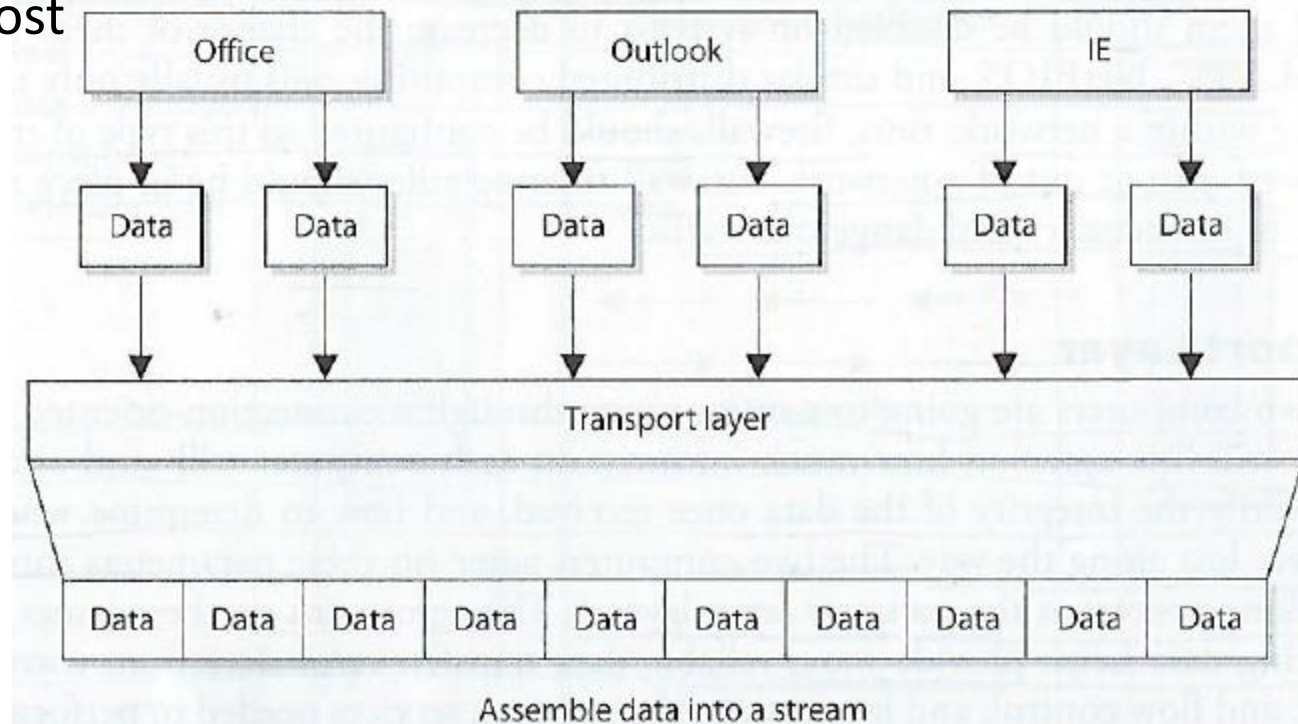 ost
Office Outlook IE
Data Data Data Data Data Data
Transport layer
Data Data Data Data Data Data Data Data Data Data
Assemble data into a stream